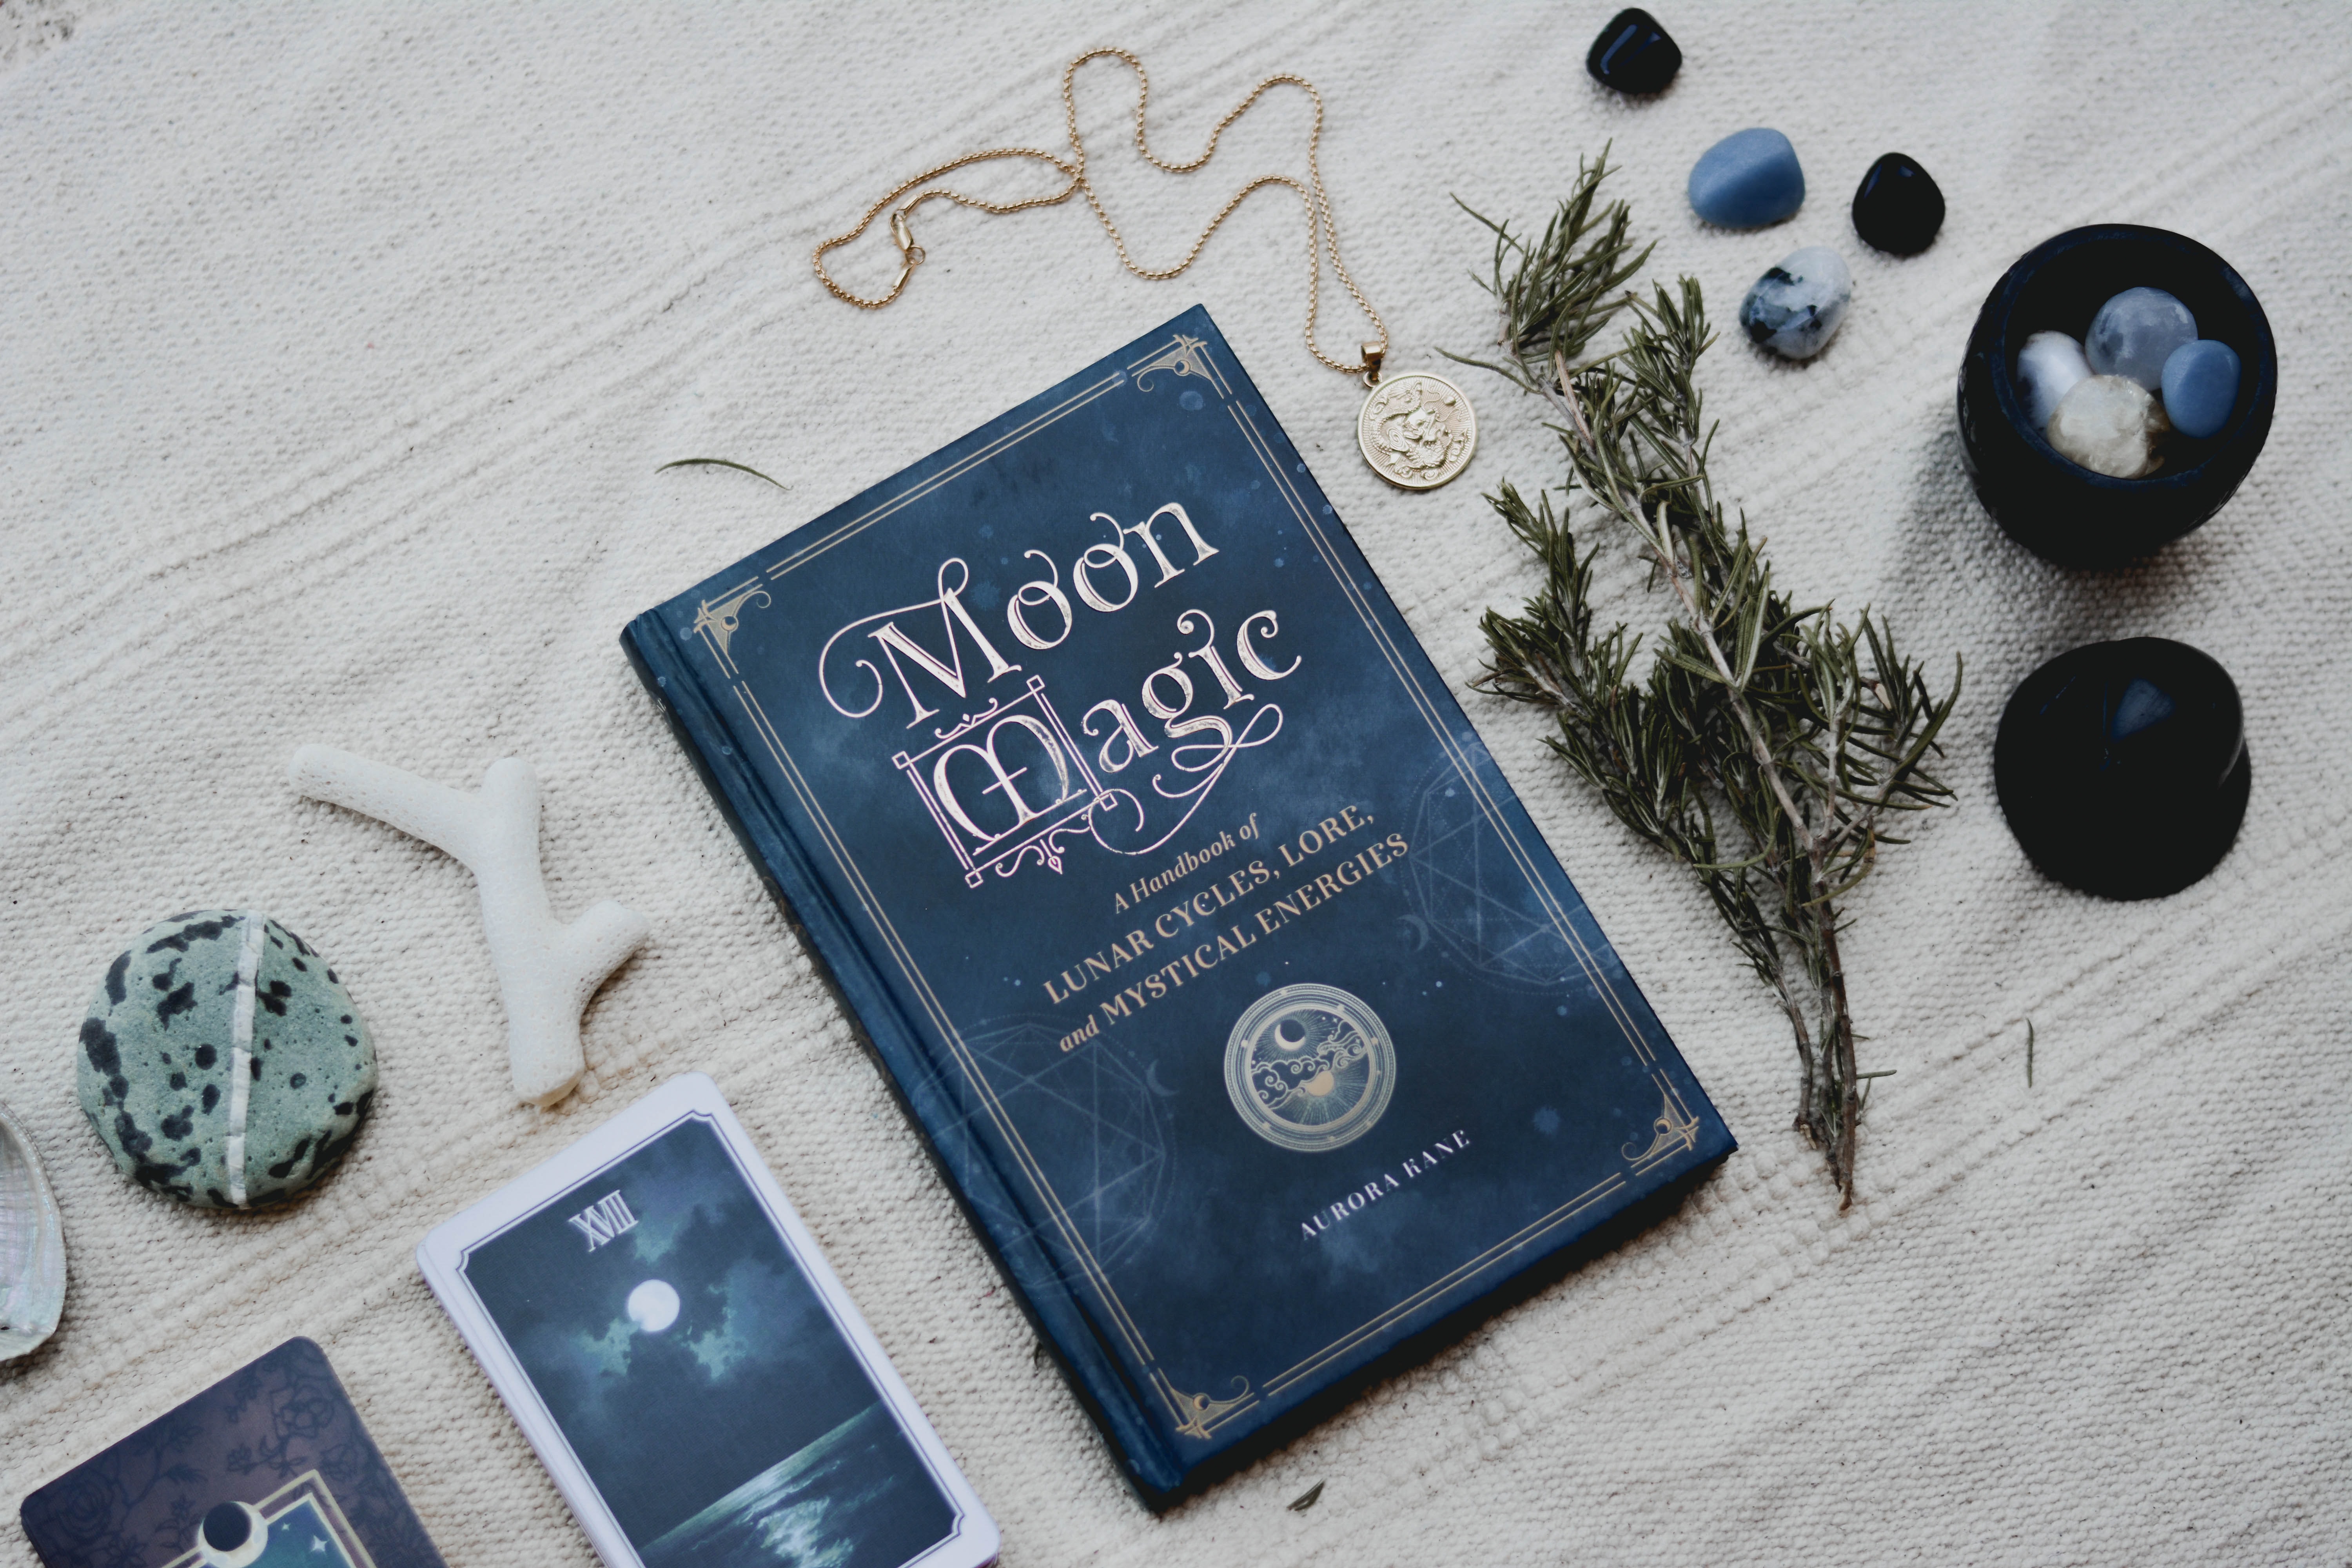 Moon
Magic
A Handbook of
LUNAR CYCLES, LORE,
and MYSTICAL ENERGIES
AURORA KANE
XVIII